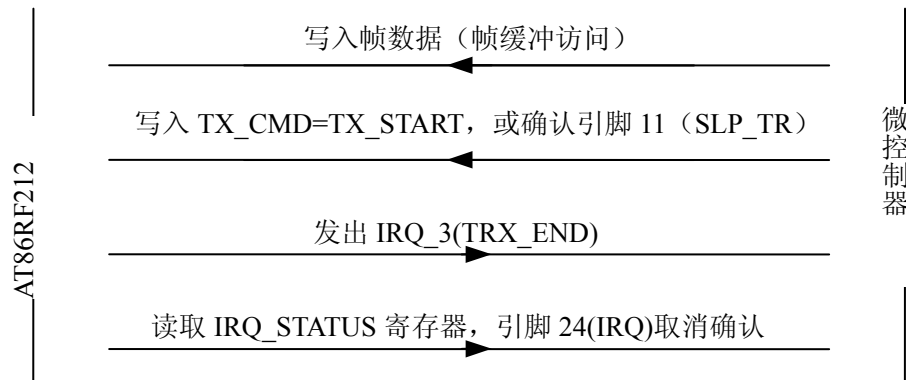 写入帧数据（帧缓冲访问）
写入 TX_CMD=TX_START，或确认引脚 11（SLP_TR）
发出 IRQ_3(TRX_END)
读取 IRQ_STATUS 寄存器，引脚 24(IRQ)取消确认
AT86RF212
微控制器